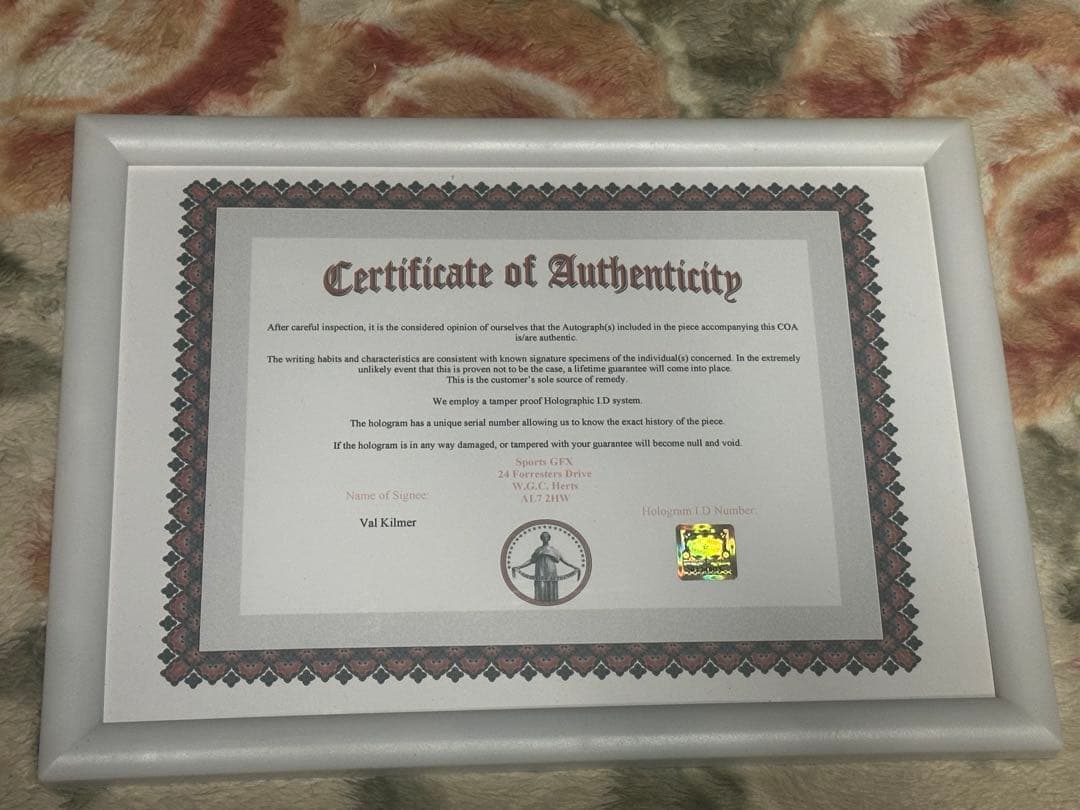 Certificate of Authenticity
After careful inspection, it is the considered opinion of ourselves that the Autograph(s) included in the piece accompanying this COA
is/are authentic.
The writing habits and characteristics are consistent with known signature specimens of the individual(s) concerned. In the extremely
unlikely event that this is proven not to be the case, a lifetime guarantee will come into place.
This is the customer's sole source of remedy.
We employ a tamper proof Holographic I.D system.
The hologram has a unique serial number allowing us to know the exact history of the piece.
If the hologram is in any way damaged, or tampered with your guarantee will become null and void.
Sports GFX
24 Forresters Drive
W.G.C, Herts
AL7 2HW
Name of Signee:
Val Kilmer
Hologram I.D Number: